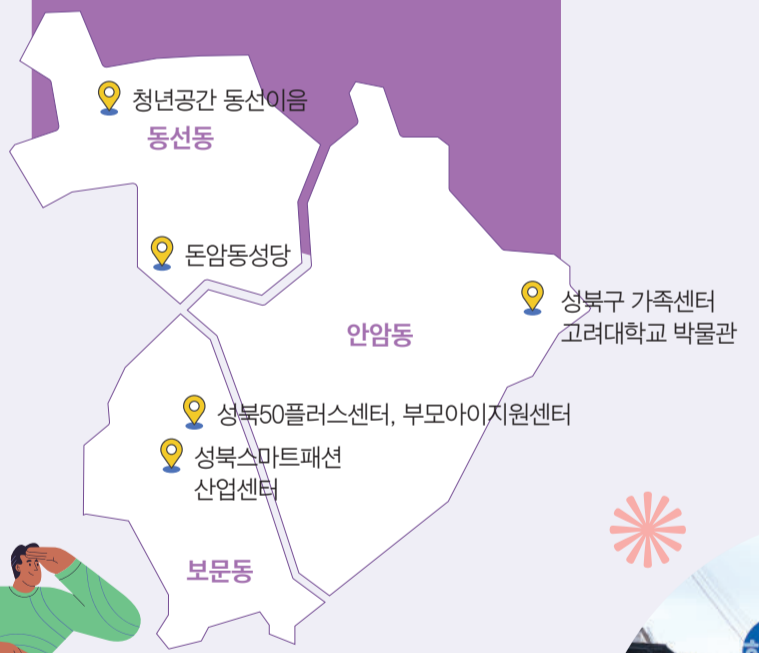 청년공간 동선이음
동선동
돈암동성당
성북구 가족센터
고려대학교 박물관
안암동
성북50플러스센터, 부모아이지원센터
성북스마트패션
산업센터
보문동